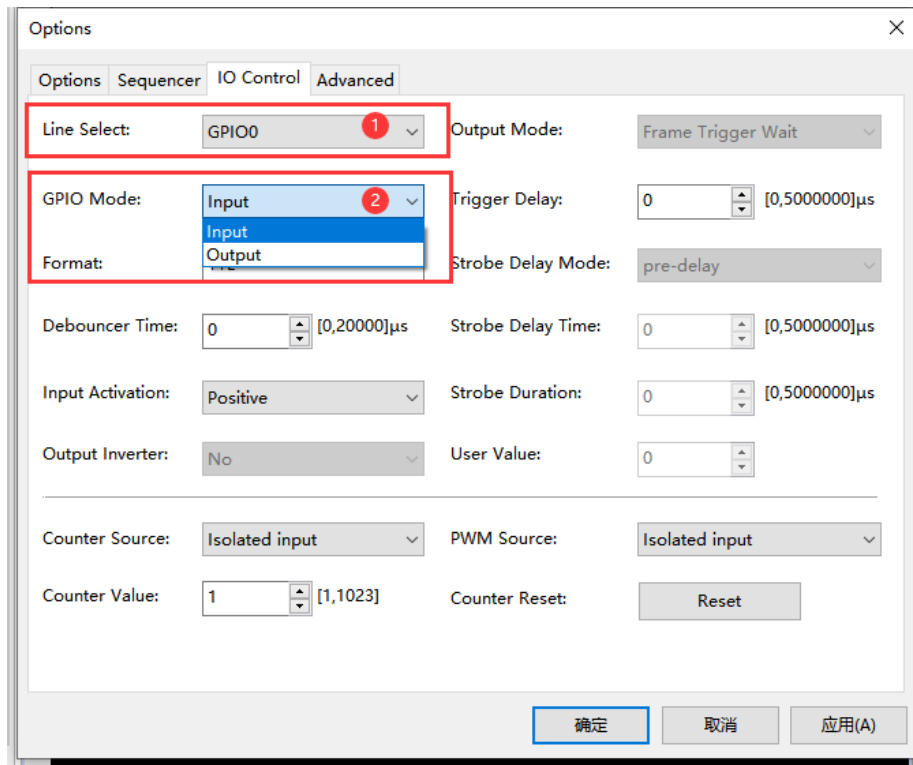 Options
Options Sequencer IO Control Advanced
Line Select: GPIO0 1 Output Mode: Frame Trigger Wait
GPIO Mode: Input 2 Trigger Delay: 0 [0,5000000]μs
Input
Output
Format: Strobe Delay Mode: pre-delay
Debouncer Time: 0 [0,20000]μs Strobe Delay Time: 0 [0,5000000]μs
Input Activation: Positive Strobe Duration: 0 [0,5000000]μs
Output Inverter: No User Value: 0
Counter Source: Isolated input PWM Source: Isolated input
Counter Value: 1 [1,1023] Counter Reset: Reset
确定 取消 应用(A)